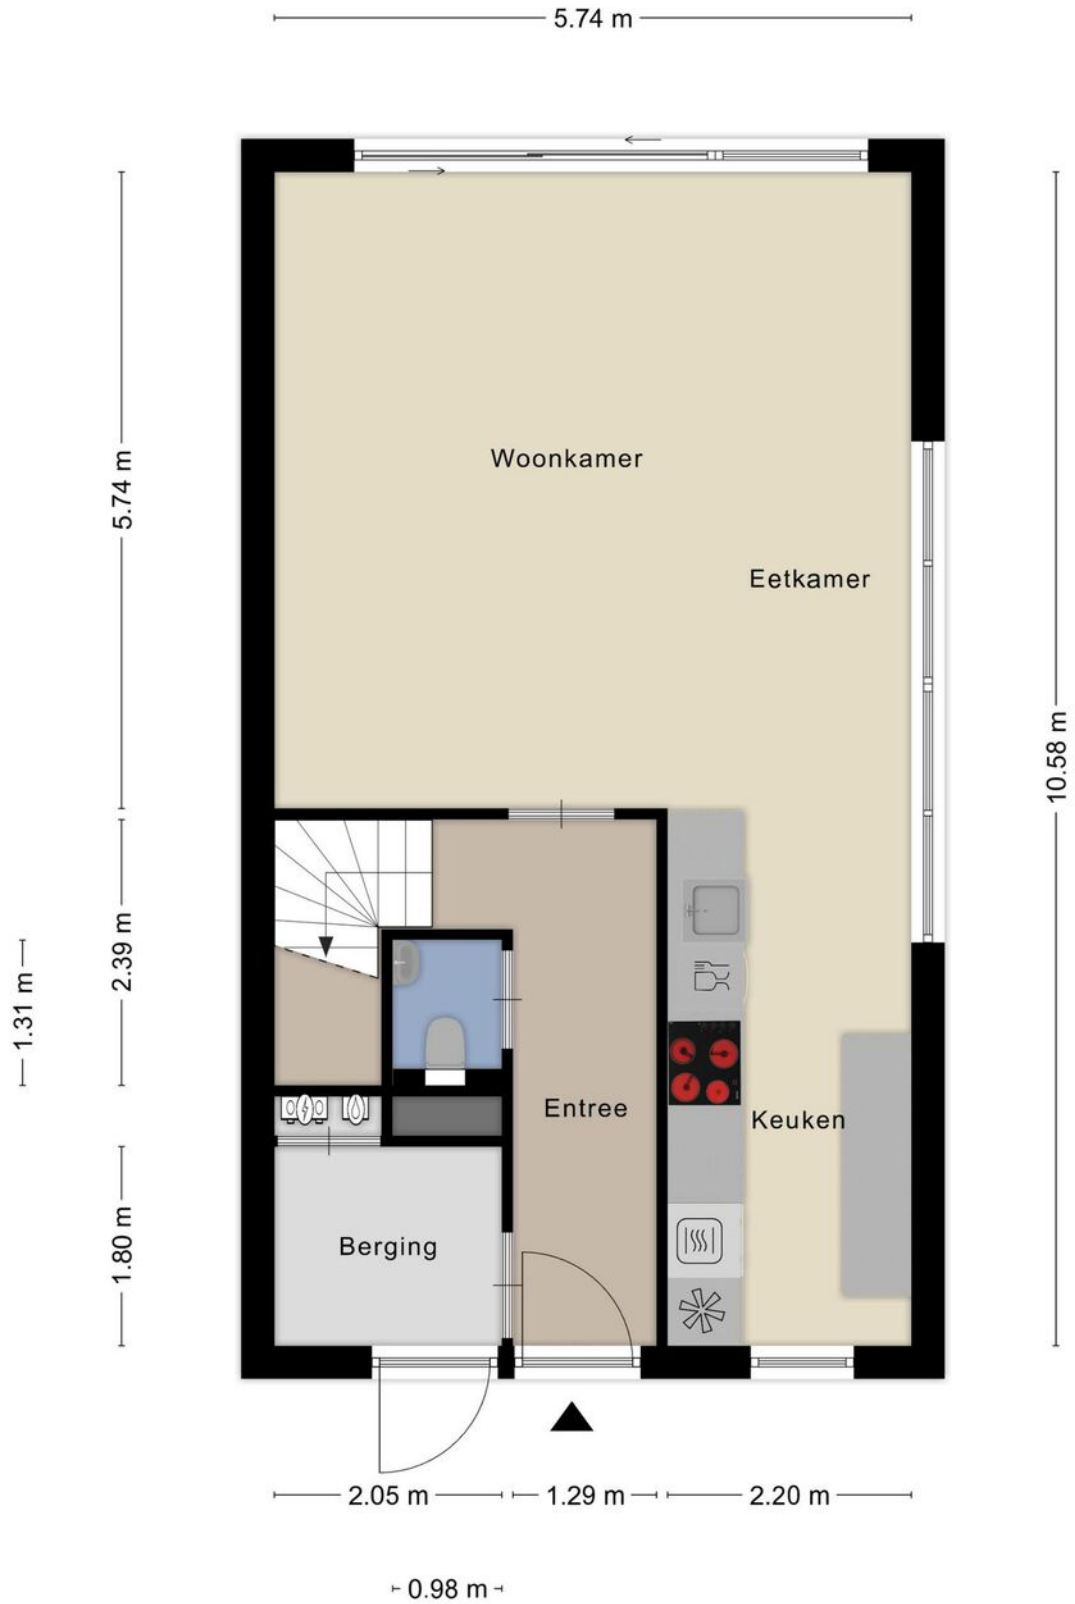 5.74 m
Woonkamer
5.74 m
Eetkamer
10.58 m
2.39 m
1.31 m
Entree
Keuken
1.80 m
Berging
2.05 m
1.29 m
2.20 m
0.98 m